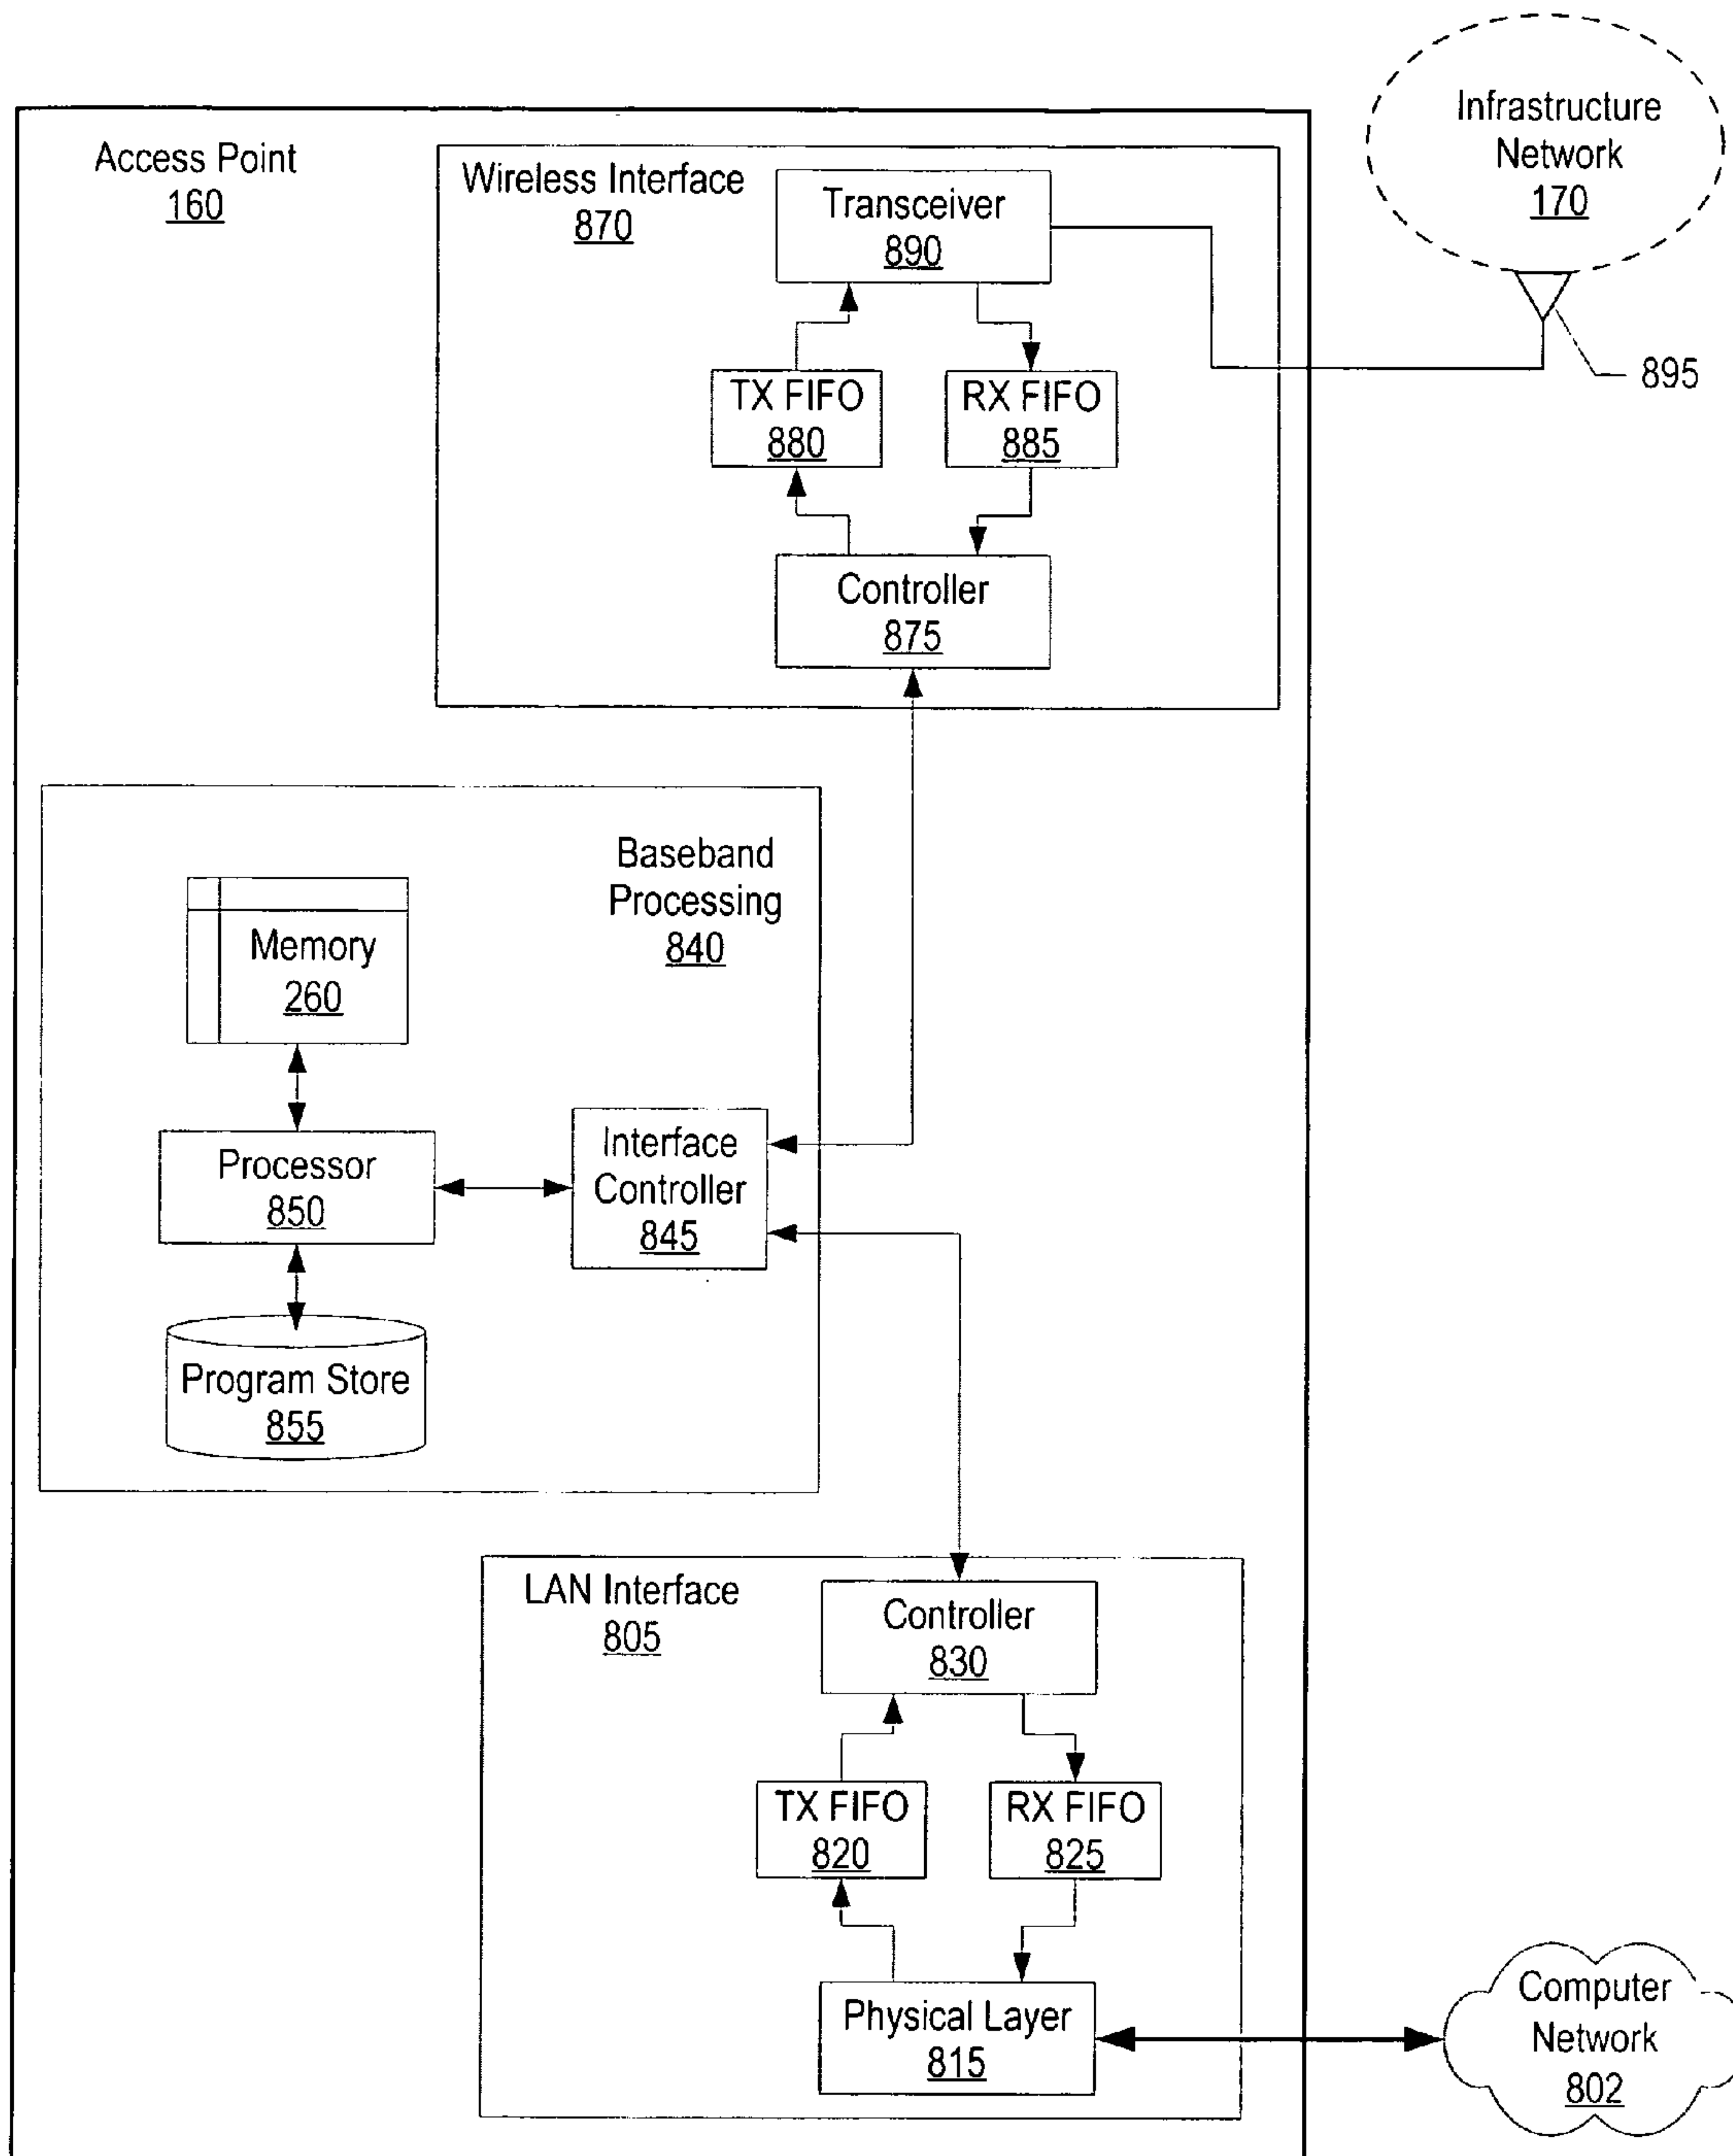 Infrastructure
Network
170
895
Access Point
160
Wireless Interface
870
Transceiver
890
TX FIFO
880
RX FIFO
885
Controller
875
Baseband
Processing
840
Memory
260
Processor
850
Interface
Controller
845
Program Store
855
LAN Interface
805
Controller
830
TX FIFO
820
RX FIFO
825
Physical Layer
815
Computer
Network
802